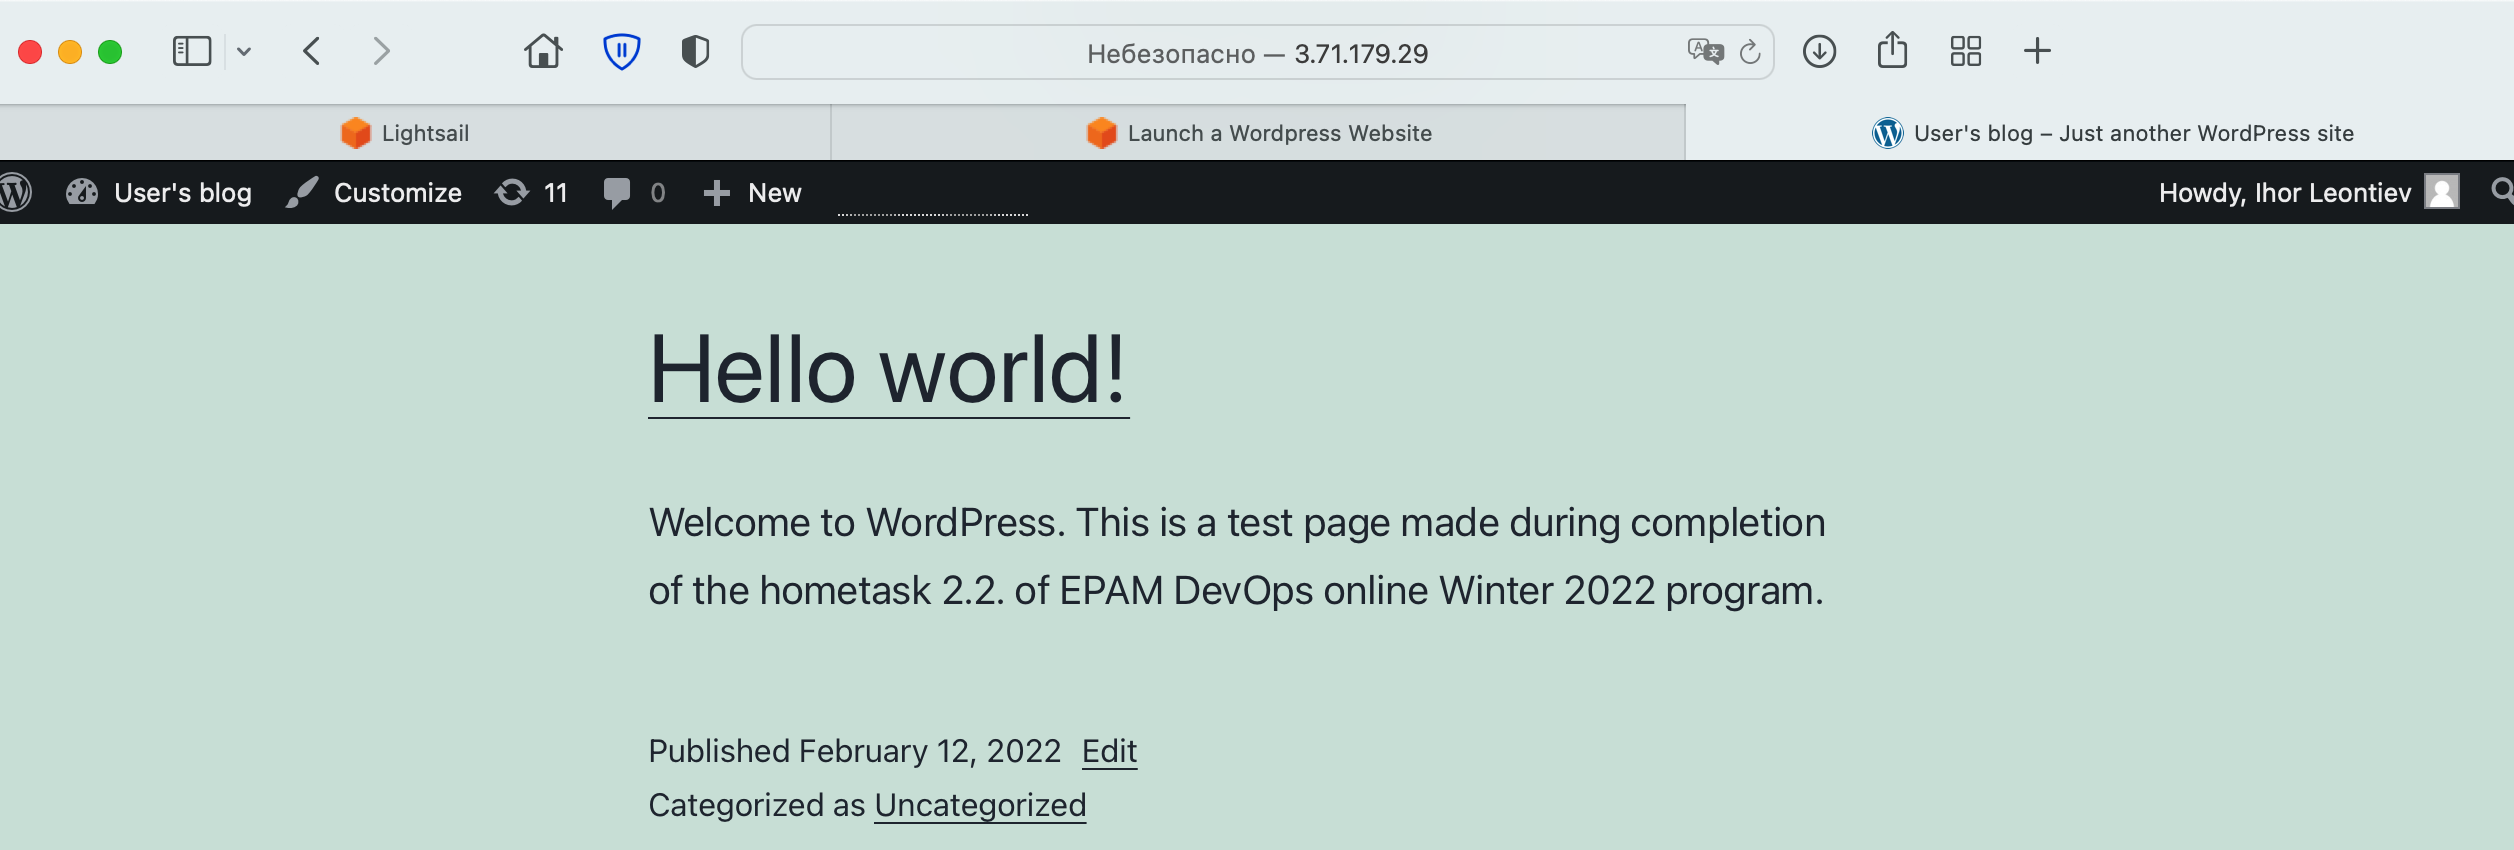 Небезопасно — 3.71.179.29
Lightsail
Launch a Wordpress Website
User's blog – Just another WordPress site
User's blog
Customize
11
0
New
Howdy, Ihor Leontiev
Hello world!
Welcome to WordPress. This is a test page made during completion
of the hometask 2.2. of EPAM DevOps online Winter 2022 program.
Published February 12, 2022 Edit
Categorized as Uncategorized